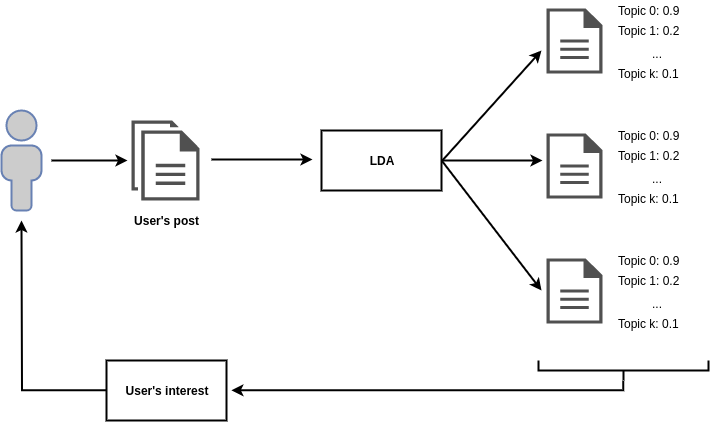 Topic 0: 0.9
Topic 1: 0.2
...
Topic k: 0.1
User's post
LDA
Topic 0: 0.9
Topic 1: 0.2
...
Topic k: 0.1
Topic 0: 0.9
Topic 1: 0.2
...
Topic k: 0.1
User's interest